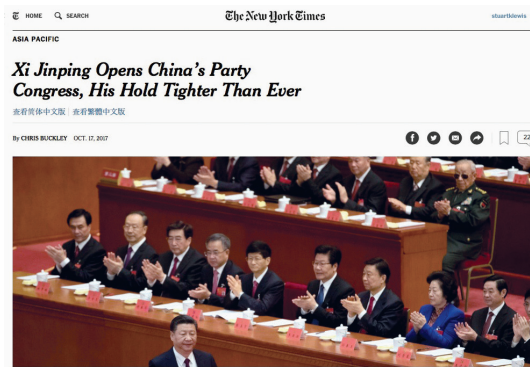 HOME SEARCH The New York Times stuartklewis
ASIA PACIFIC
Xi Jinping Opens China's Party
Congress, His Hold Tighter Than Ever
查看简体中文版 | 查看繁體中文版
By CHRIS BUCKLEY OCT. 17, 2017 22